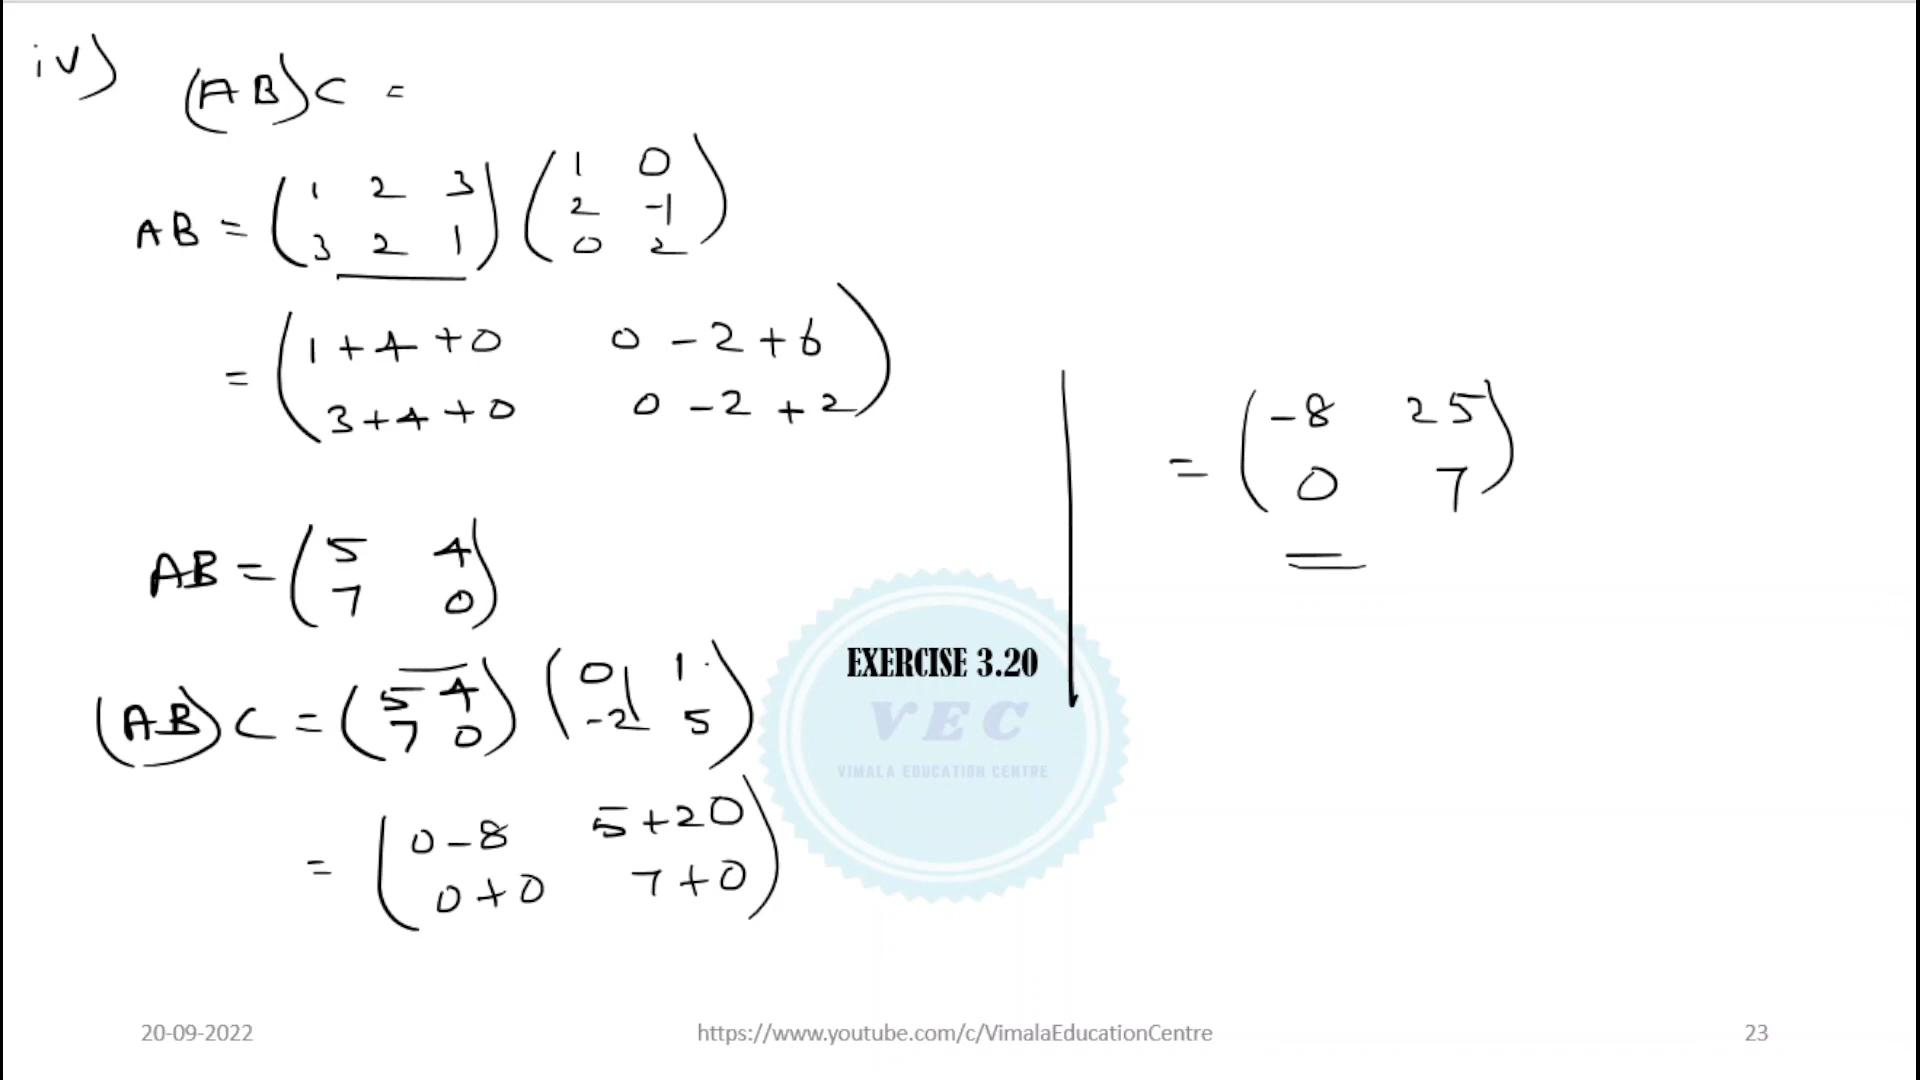 iv) (AB)C =
AB = ( 1 2 3 ) ( 1 0 )
( 3 2 1 ) ( 2 -1 )
( 0 2 )
= ( 1+4+0 0-2+6 )
( 3+4+0 0-2+2 )
AB = ( 5 4 )
( 7 0 )
(AB)C = ( 5 4 ) ( 0 1 )
( 7 0 ) ( -2 5 )
= ( 0-8 5+20 )
( 0+0 7+0 )
= ( -8 25 )
( 0 7 )
EXERCISE 3.20
VEC
VIMALA EDUCATION CENTRE
20-09-2022
https://www.youtube.com/c/VimalaEducationCentre
23